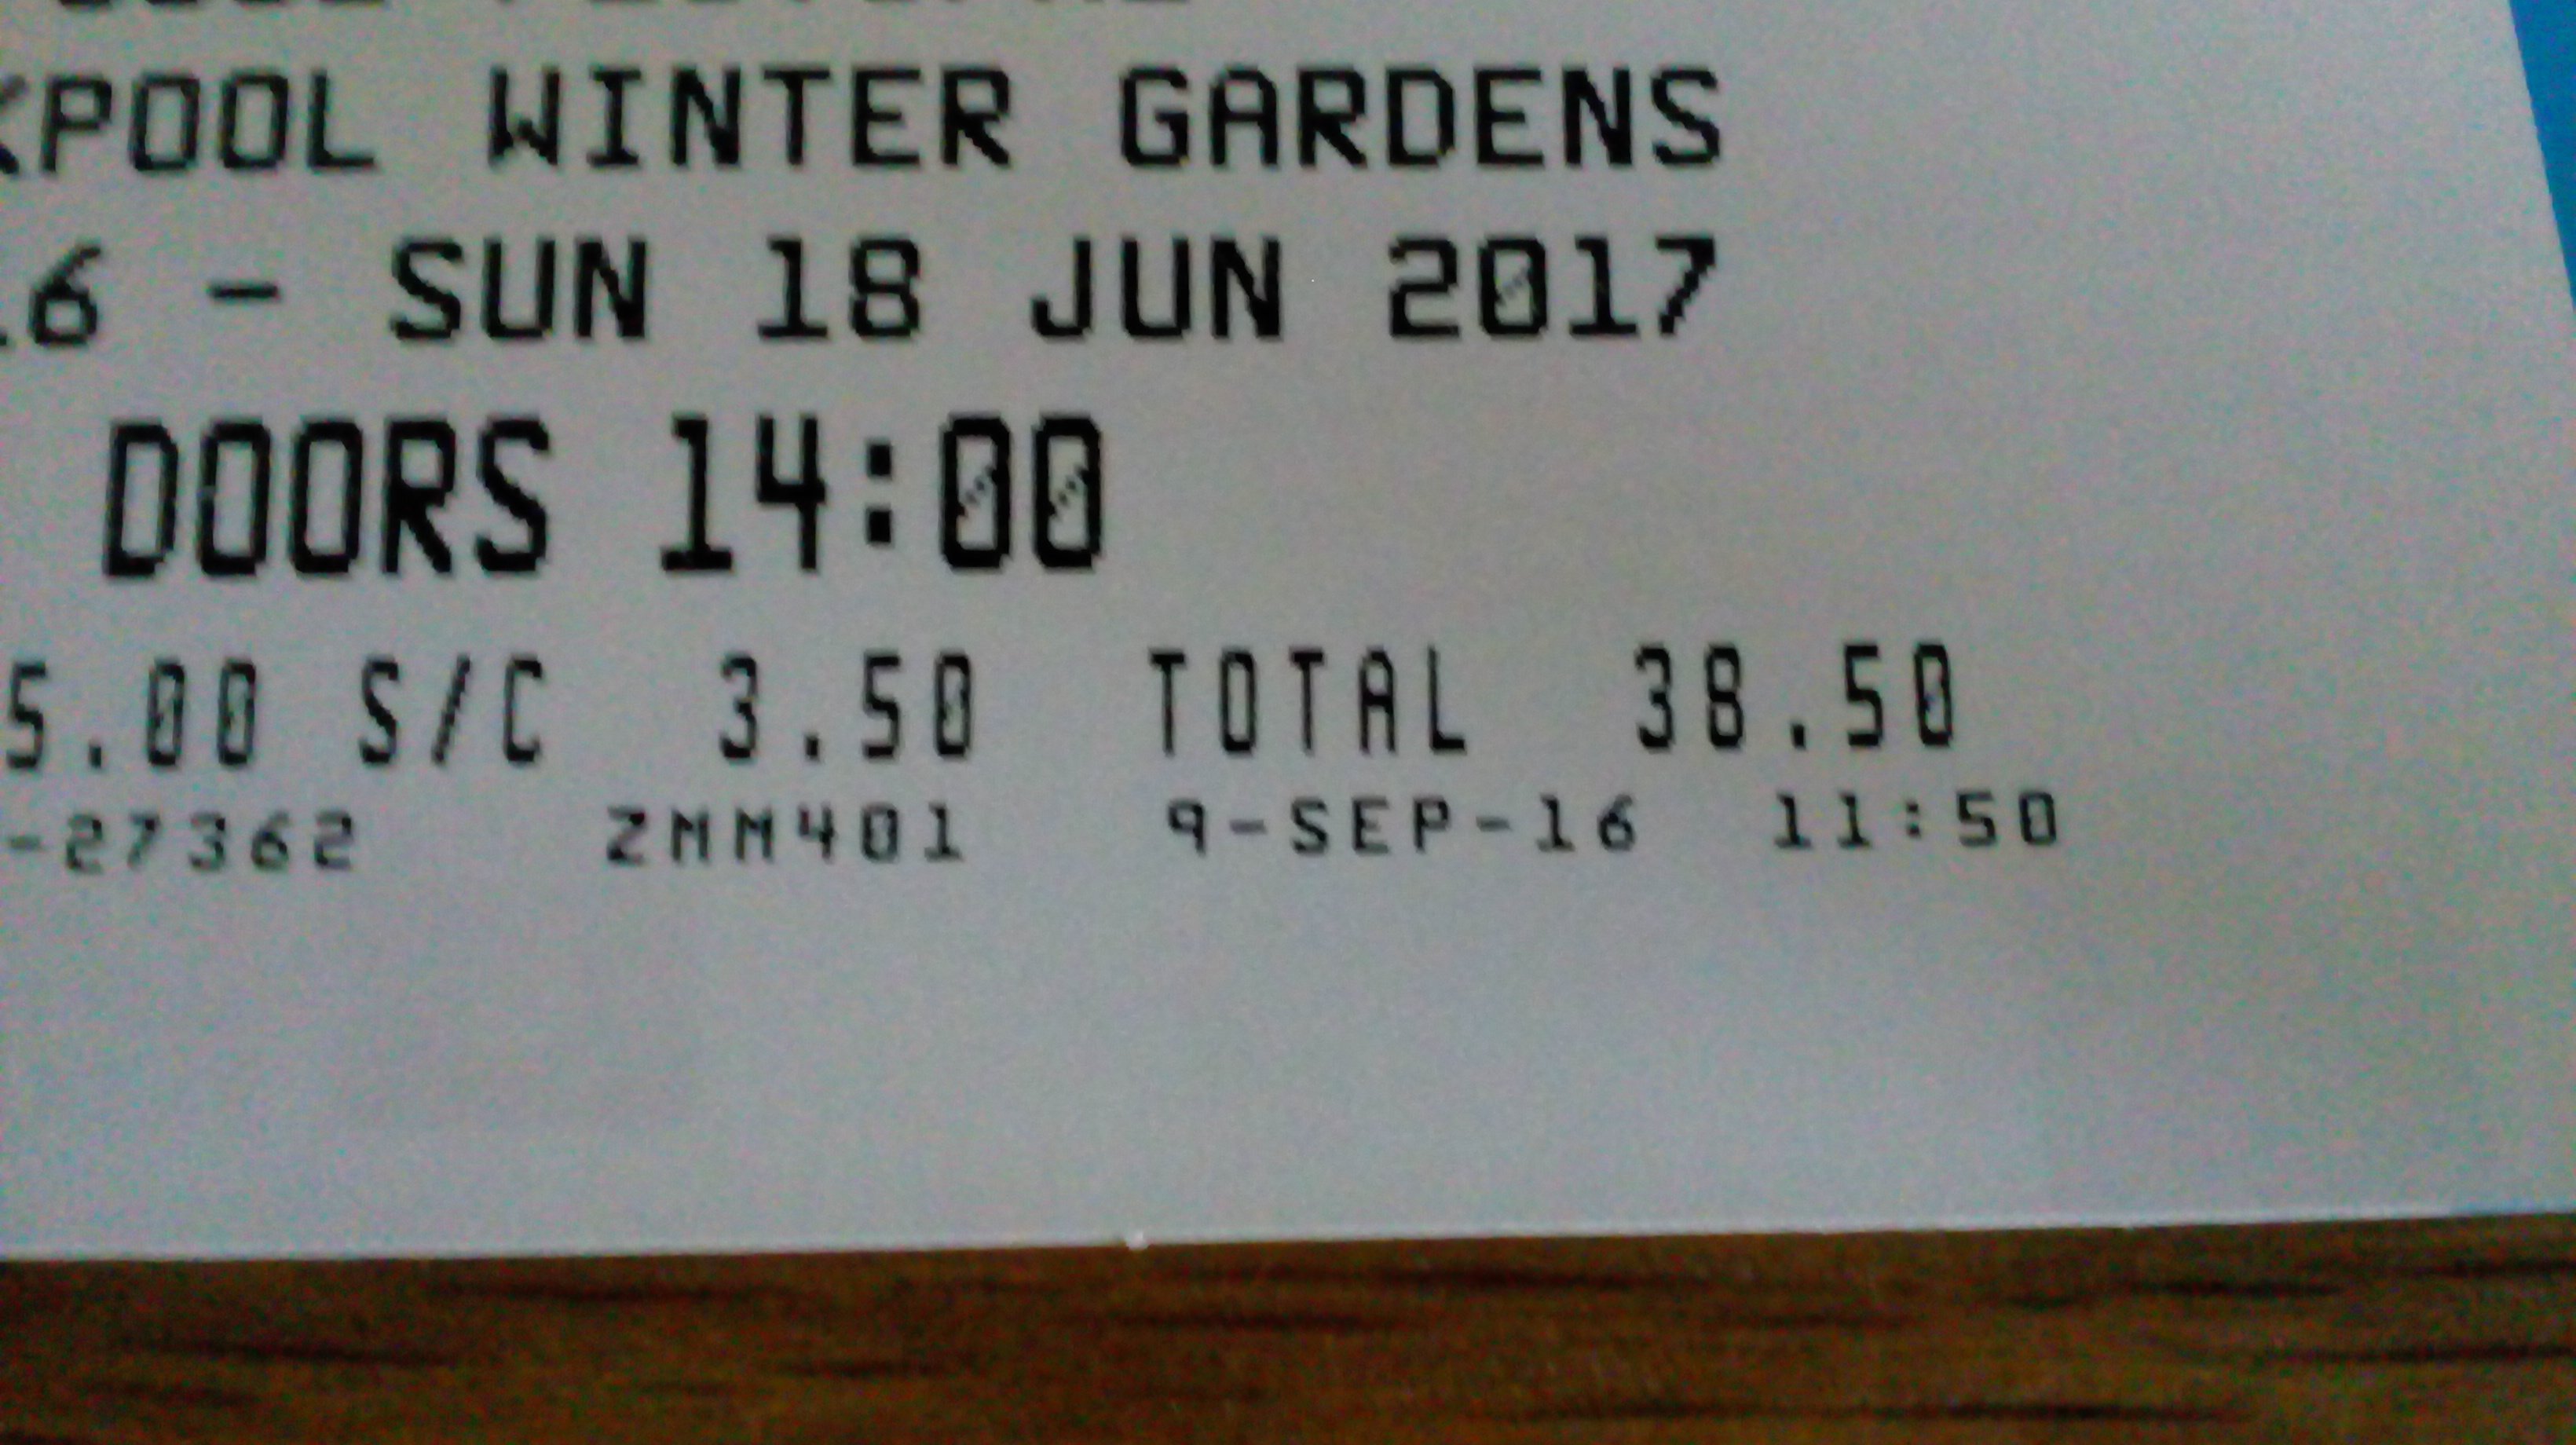 KPOOL WINTER GARDENS
16 - SUN 18 JUN 2017
DOORS 14:00
5.00 S/C 3.50 TOTAL 38.50
-27362 ZMM401 9-SEP-16 11:50